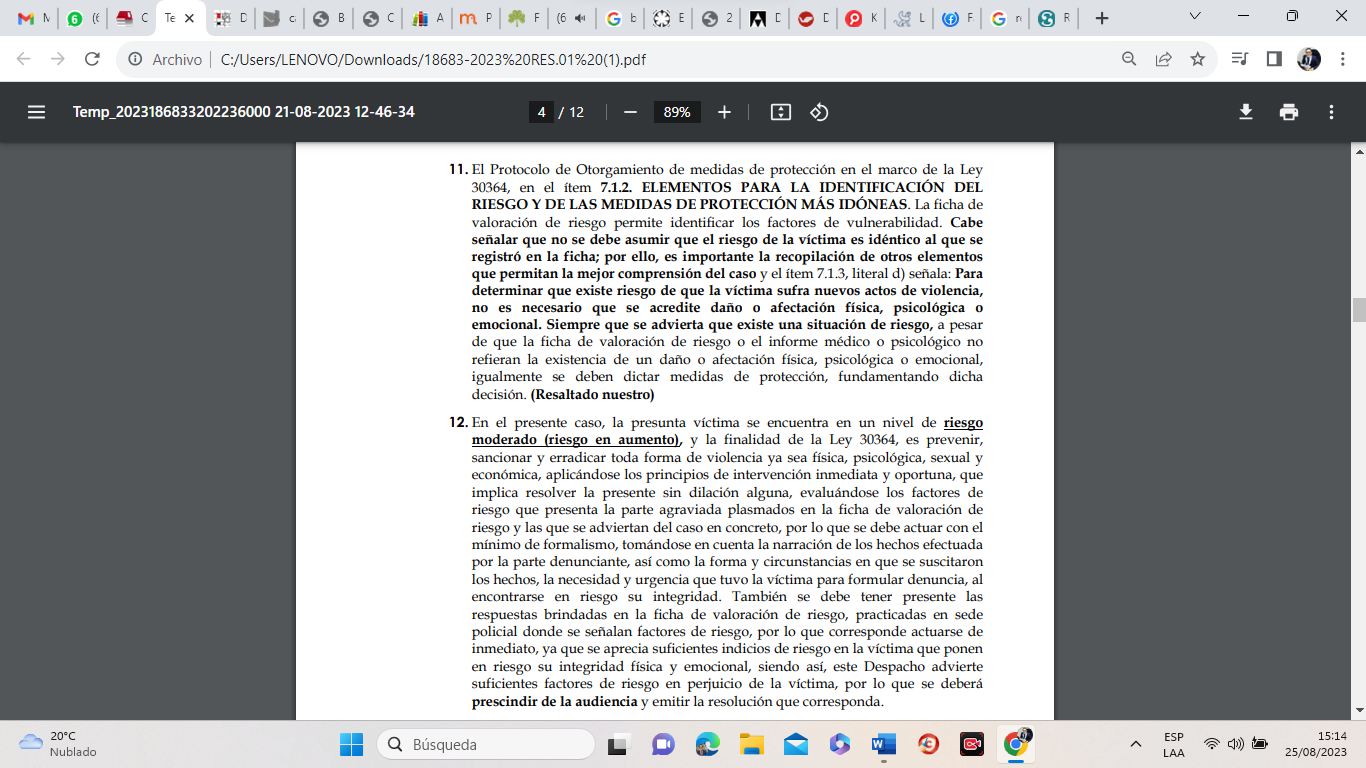 M
(6
C
Te
D
c
B
C
A
P
F
(6
b
E
2
D
D
K
L
F
re
R
Archivo | C:/Users/LENOVO/Downloads/18683-2023%20RES.01%20(1).pdf
Temp_2023186833202236000 21-08-2023 12-46-34
4 / 12
89%
11. El Protocolo de Otorgamiento de medidas de protección en el marco de la Ley
30364, en el ítem 7.1.2. ELEMENTOS PARA LA IDENTIFICACIÓN DEL
RIESGO Y DE LAS MEDIDAS DE PROTECCIÓN MÁS IDÓNEAS. La ficha de
valoración de riesgo permite identificar los factores de vulnerabilidad. Cabe
señalar que no se debe asumir que el riesgo de la víctima es idéntico al que se
registró en la ficha; por ello, es importante la recopilación de otros elementos
que permitan la mejor comprensión del caso y el ítem 7.1.3, literal d) señala: Para
determinar que existe riesgo de que la víctima sufra nuevos actos de violencia,
no es necesario que se acredite daño o afectación física, psicológica o
emocional. Siempre que se advierta que existe una situación de riesgo, a pesar
de que la ficha de valoración de riesgo o el informe médico o psicológico no
refieran la existencia de un daño o afectación física, psicológica o emocional,
igualmente se deben dictar medidas de protección, fundamentando dicha
decisión. (Resaltado nuestro)
12. En el presente caso, la presunta víctima se encuentra en un nivel de riesgo
moderado (riesgo en aumento), y la finalidad de la Ley 30364, es prevenir,
sancionar y erradicar toda forma de violencia ya sea física, psicológica, sexual y
económica, aplicándose los principios de intervención inmediata y oportuna, que
implica resolver la presente sin dilación alguna, evaluándose los factores de
riesgo que presenta la parte agraviada plasmados en la ficha de valoración de
riesgo y las que se adviertan del caso en concreto, por lo que se debe actuar con el
mínimo de formalismo, tomándose en cuenta la narración de los hechos efectuada
por la parte denunciante, así como la forma y circunstancias en que se suscitaron
los hechos, la necesidad y urgencia que tuvo la víctima para formular denuncia, al
encontrarse en riesgo su integridad. También se debe tener presente las
respuestas brindadas en la ficha de valoración de riesgo, practicadas en sede
policial donde se señalan factores de riesgo, por lo que corresponde actuarse de
inmediato, ya que se aprecia suficientes indicios de riesgo en la víctima que ponen
en riesgo su integridad física y emocional, siendo así, este Despacho advierte
suficientes factores de riesgo en perjuicio de la víctima, por lo que se deberá
prescindir de la audiencia y emitir la resolución que corresponda.
20°C
Nublado
Búsqueda
ESP
LAA
15:14
25/08/2023